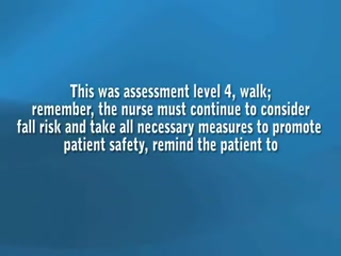 This was assessment level 4, walk;
remember, the nurse must continue to consider
fall risk and take all necessary measures to promote
patient safety, remind the patient to